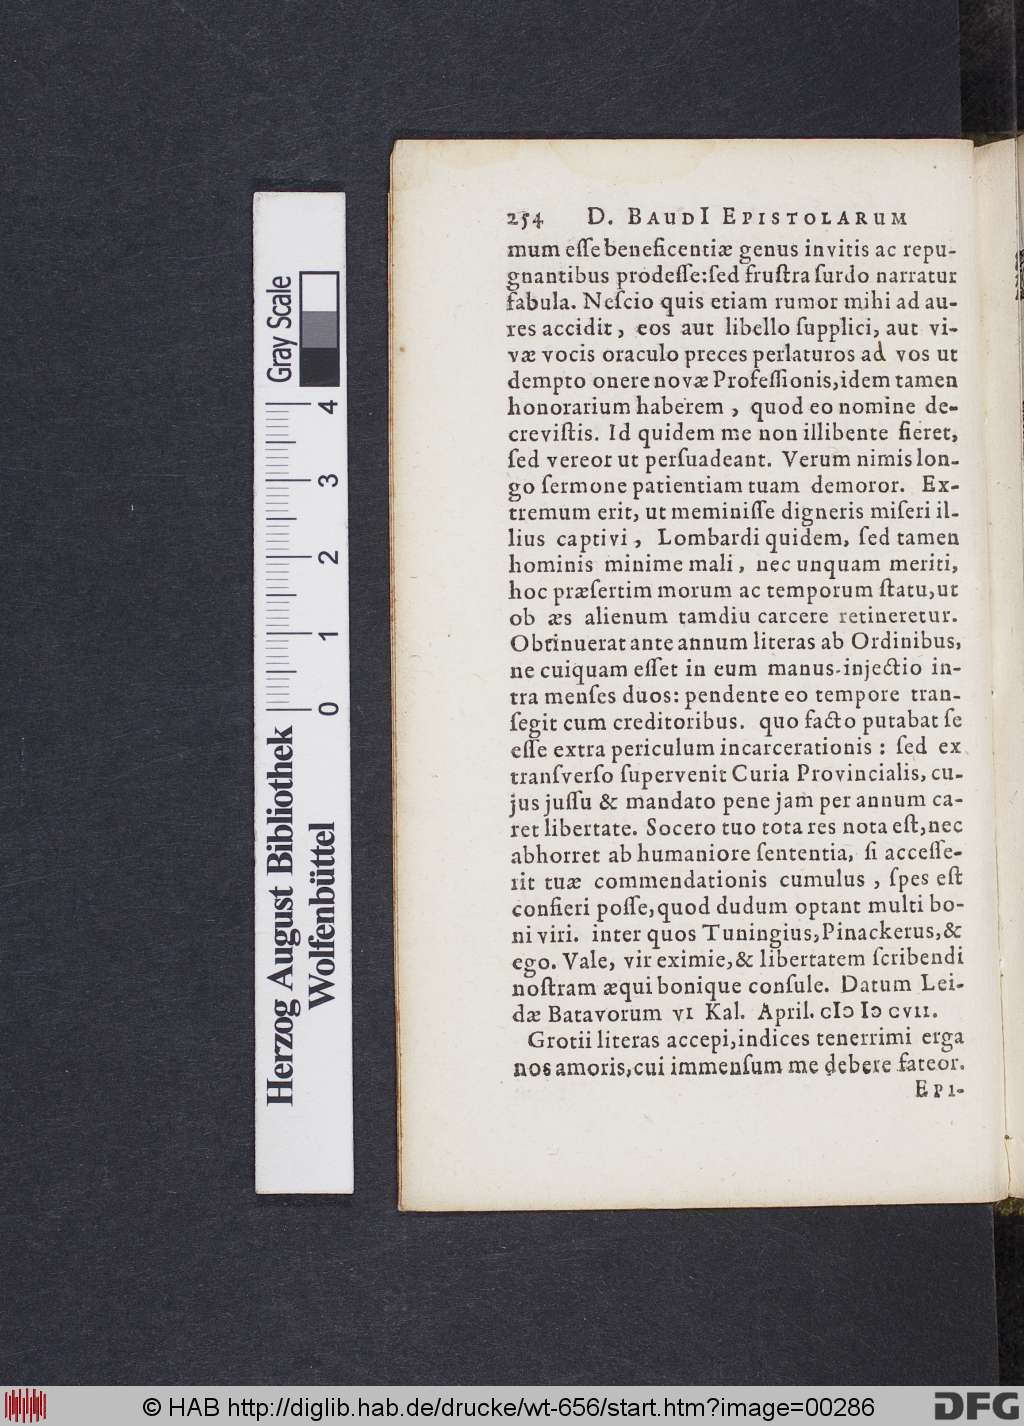 254 D. BAUDI EPISTOLARUM
mum eſſe beneficentiæ genus invitis ac repu-
gnantibus prodeſſe:ſed fruſtra ſurdo narratur
fabula. Neſcio quis etiam rumor mihi ad au-
res accidit, eos aut libello ſupplici, aut vi-
væ vocis oraculo preces perlaturos ad vos ut
dempto onere novæ Profeſſionis,idem tamen
honorarium haberem, quod eo nomine de-
creviſtis. Id quidem me non illibente fieret,
ſed vereor ut perſuadeant. Verum nimis lon-
go ſermone patientiam tuam demoror. Ex-
tremum erit, ut meminiſſe digneris miſeri il-
lius captivi, Lombardi quidem, ſed tamen
hominis minime mali, nec unquam meriti,
hoc præſertim morum ac temporum ſtatu,ut
ob æs alienum tamdiu carcere retineretur.
Obtinuerat ante annum literas ab Ordinibus,
ne cuiquam eſſet in eum manus-injectio in-
tra menſes duos: pendente eo tempore tran-
ſegit cum creditoribus. quo facto putabat ſe
eſſe extra periculum incarcerationis : ſed ex
tranſverſo ſupervenit Curia Provincialis, cu-
jus juſſu & mandato pene jam per annum ca-
ret libertate. Socero tuo tota res nota eſt,nec
abhorret ab humaniore ſententia, ſi acceſſe-
rit tuæ commendationis cumulus, ſpes eſt
confieri poſſe,quod dudum optant multi bo-
ni viri. inter quos Tuningius,Pinackerus,&
ego. Vale, vir eximie,& libertatem ſcribendi
noſtram æqui bonique conſule. Datum Lei-
dæ Batavorum VI Kal. April. cIↄ Iↄ cVII.
Grotii literas accepi,indices tenerrimi erga
nos amoris,cui immenſum me debere fateor.
EPI-
Gray Scale
4
3
2
1
0
Herzog August Bibliothek
Wolfenbüttel
© HAB http://diglib.hab.de/drucke/wt-656/start.htm?image=00286
DFG